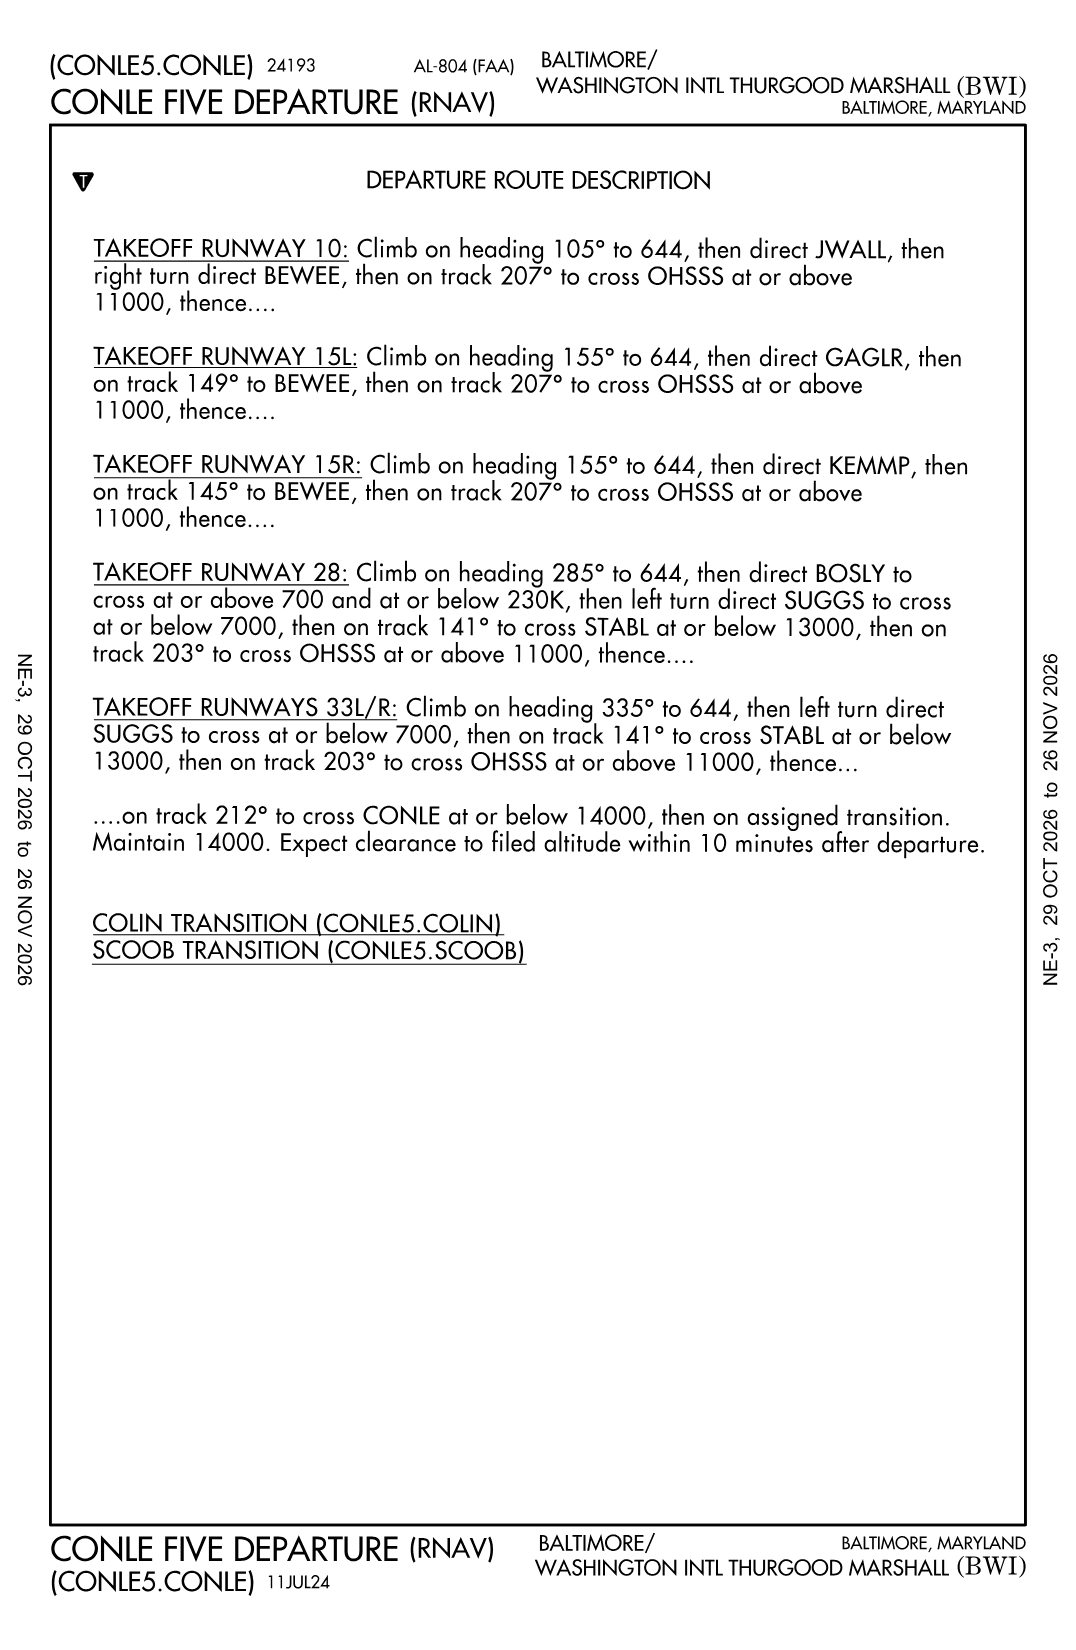 (CONLE5.CONLE) 24193 AL-804 (FAA) BALTIMORE/
WASHINGTON INTL THURGOOD MARSHALL (BWI)
CONLE FIVE DEPARTURE (RNAV) BALTIMORE, MARYLAND
T DEPARTURE ROUTE DESCRIPTION
TAKEOFF RUNWAY 10: Climb on heading 105° to 644, then direct JWALL, then
right turn direct BEWEE, then on track 207° to cross OHSSS at or above
11000, thence....
TAKEOFF RUNWAY 15L: Climb on heading 155° to 644, then direct GAGLR, then
on track 149° to BEWEE, then on track 207° to cross OHSSS at or above
11000, thence....
TAKEOFF RUNWAY 15R: Climb on heading 155° to 644, then direct KEMMP, then
on track 145° to BEWEE, then on track 207° to cross OHSSS at or above
11000, thence....
TAKEOFF RUNWAY 28: Climb on heading 285° to 644, then direct BOSLY to
cross at or above 700 and at or below 230K, then left turn direct SUGGS to cross
at or below 7000, then on track 141° to cross STABL at or below 13000, then on
track 203° to cross OHSSS at or above 11000, thence....
TAKEOFF RUNWAYS 33L/R: Climb on heading 335° to 644, then left turn direct
SUGGS to cross at or below 7000, then on track 141° to cross STABL at or below
13000, then on track 203° to cross OHSSS at or above 11000, thence...
....on track 212° to cross CONLE at or below 14000, then on assigned transition.
Maintain 14000. Expect clearance to filed altitude within 10 minutes after departure.
COLIN TRANSITION (CONLE5.COLIN)
SCOOB TRANSITION (CONLE5.SCOOB)
NE-3, 29 OCT 2026 to 26 NOV 2026
NE-3, 29 OCT 2026 to 26 NOV 2026
CONLE FIVE DEPARTURE (RNAV) BALTIMORE/ BALTIMORE, MARYLAND
WASHINGTON INTL THURGOOD MARSHALL (BWI)
(CONLE5.CONLE) 11JUL24